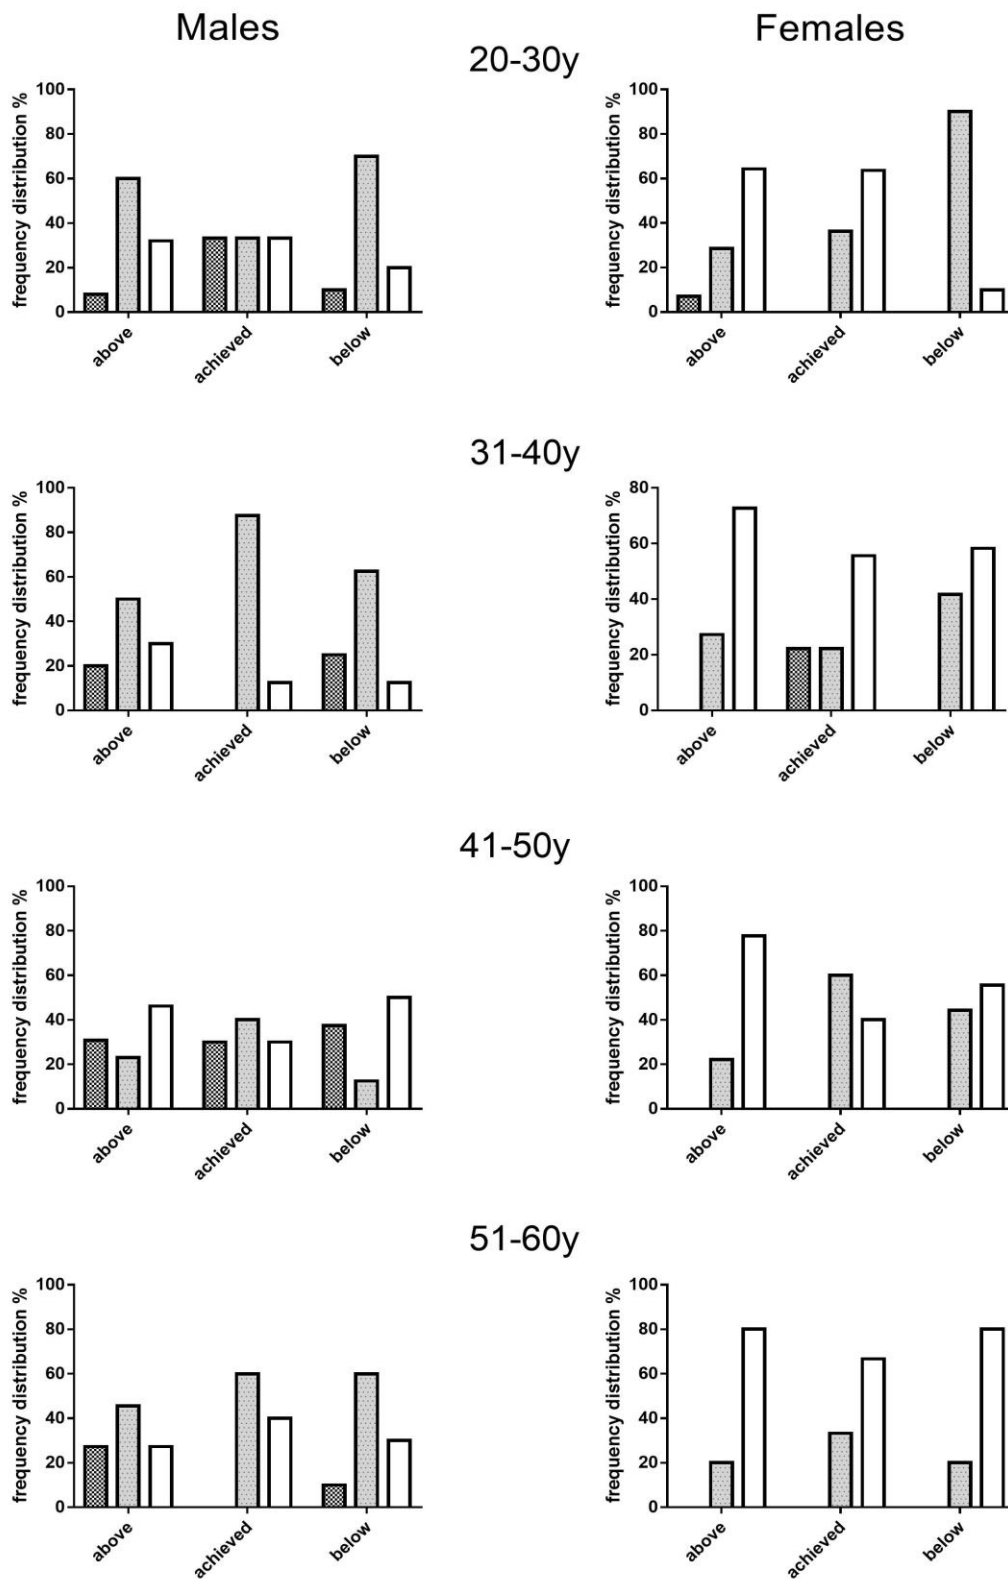 Males
Females
20-30y
frequency distribution %
100
80
60
40
20
0
above
achieved
below
frequency distribution %
100
80
60
40
20
0
above
achieved
below
31-40y
frequency distribution %
100
80
60
40
20
0
above
achieved
below
frequency distribution %
80
60
40
20
0
above
achieved
below
41-50y
frequency distribution %
100
80
60
40
20
0
above
achieved
below
frequency distribution %
100
80
60
40
20
0
above
achieved
below
51-60y
frequency distribution %
100
80
60
40
20
0
above
achieved
below
frequency distribution %
100
80
60
40
20
0
above
achieved
below